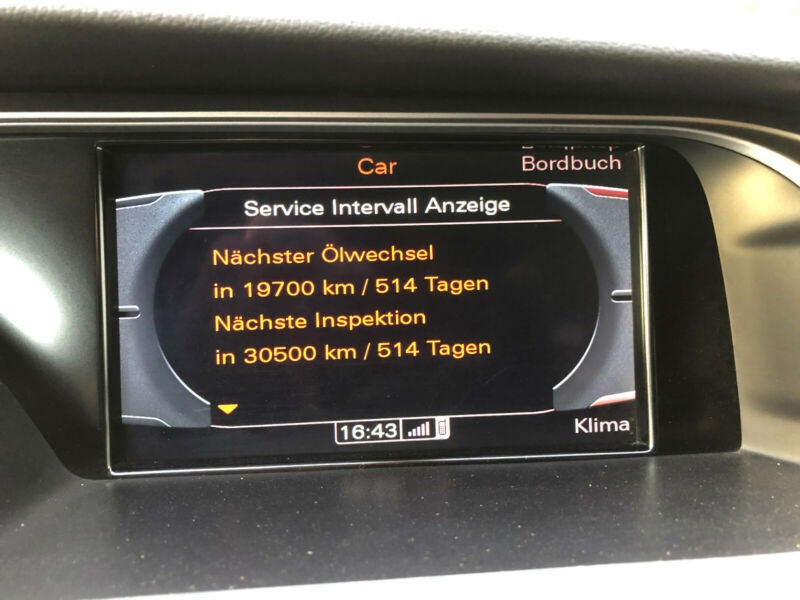 Car
Bordbuch
Service Intervall Anzeige
Nächster Ölwechsel
in 19700 km / 514 Tagen
Nächste Inspektion
in 30500 km / 514 Tagen
16:43
Klima